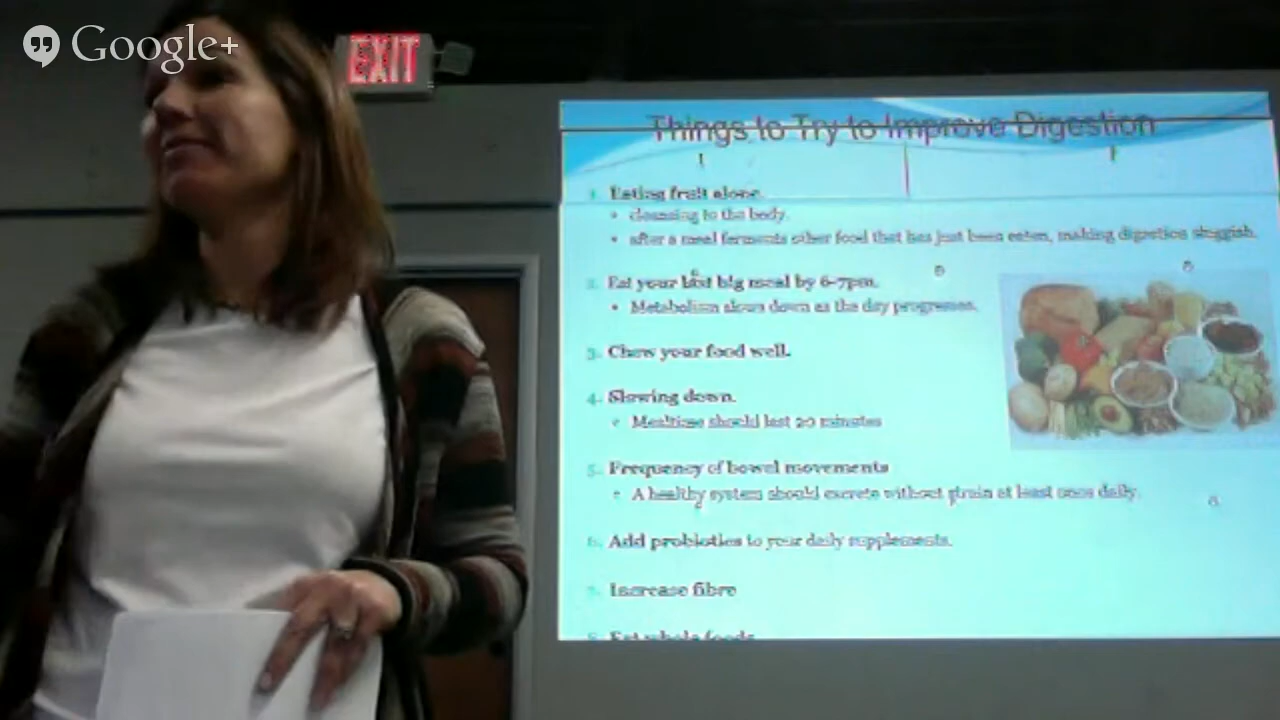 Google+
EXIT
Things to Try to Improve Digestion
1. Eating fruit alone.
• cleansing to the body.
• after a meal ferments other food that has just been eaten, making digestion sluggish.
2. Eat your last big meal by 6-7pm.
• Metabolism slows down as the day progresses.
3. Chew your food well.
4. Slowing down.
• Mealtime should last 20 minutes
5. Frequency of bowel movements
• A healthy system should excrete without strain at least once daily.
6. Add probiotics to your daily supplements.
7. Increase fibre
8. Eat whole foods